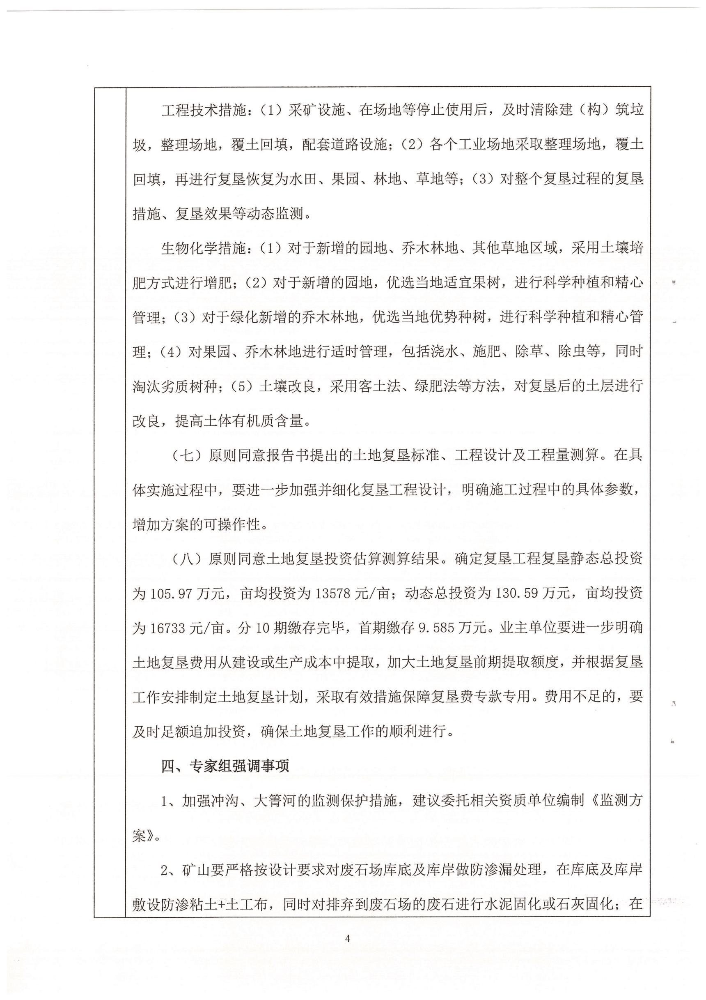 工程技术措施：（1）采矿设施、在场地等停止使用后，及时清除建（构）筑垃
圾，整理场地，覆土回填，配套道路设施；（2）各个工业场地采取整理场地，覆土
回填，再进行复垦恢复为水田、果园、林地、草地等；（3）对整个复垦过程的复垦
措施、复垦效果等动态监测。
生物化学措施：（1）对于新增的园地、乔木林地、其他草地区域，采用土壤培
肥方式进行增肥；（2）对于新增的园地，优选当地适宜果树，进行科学种植和精心
管理；（3）对于绿化新增的乔木林地，优选当地优势种树，进行科学种植和精心管
理；（4）对果园、乔木林地进行适时管理，包括浇水、施肥、除草、除虫等，同时
淘汰劣质树种；（5）土壤改良，采用客土法、绿肥法等方法，对复垦后的土层进行
改良，提高土体有机质含量。
（七）原则同意报告书提出的土地复垦标准、工程设计及工程量测算。在具
体实施过程中，要进一步加强并细化复垦工程设计，明确施工过程中的具体参数，
增加方案的可操作性。
（八）原则同意土地复垦投资估算测算结果。确定复垦工程复垦静态总投资
为 105.97 万元，亩均投资为 13578 元/亩；动态总投资为 130.59 万元，亩均投资
为 16733 元/亩。分 10 期缴存完毕，首期缴存 9.585 万元。业主单位要进一步明确
土地复垦费用从建设或生产成本中提取，加大土地复垦前期提取额度，并根据复垦
工作安排制定土地复垦计划，采取有效措施保障复垦费专款专用。费用不足的，要
及时足额追加投资，确保土地复垦工作的顺利进行。
四、专家组强调事项
1、加强冲沟、大箐河的监测保护措施，建议委托相关资质单位编制《监测方
案》。
2、矿山要严格按设计要求对废石场库底及库岸做防渗漏处理，在库底及库岸
敷设防渗粘土+土工布，同时对排弃到废石场的废石进行水泥固化或石灰固化；在
4